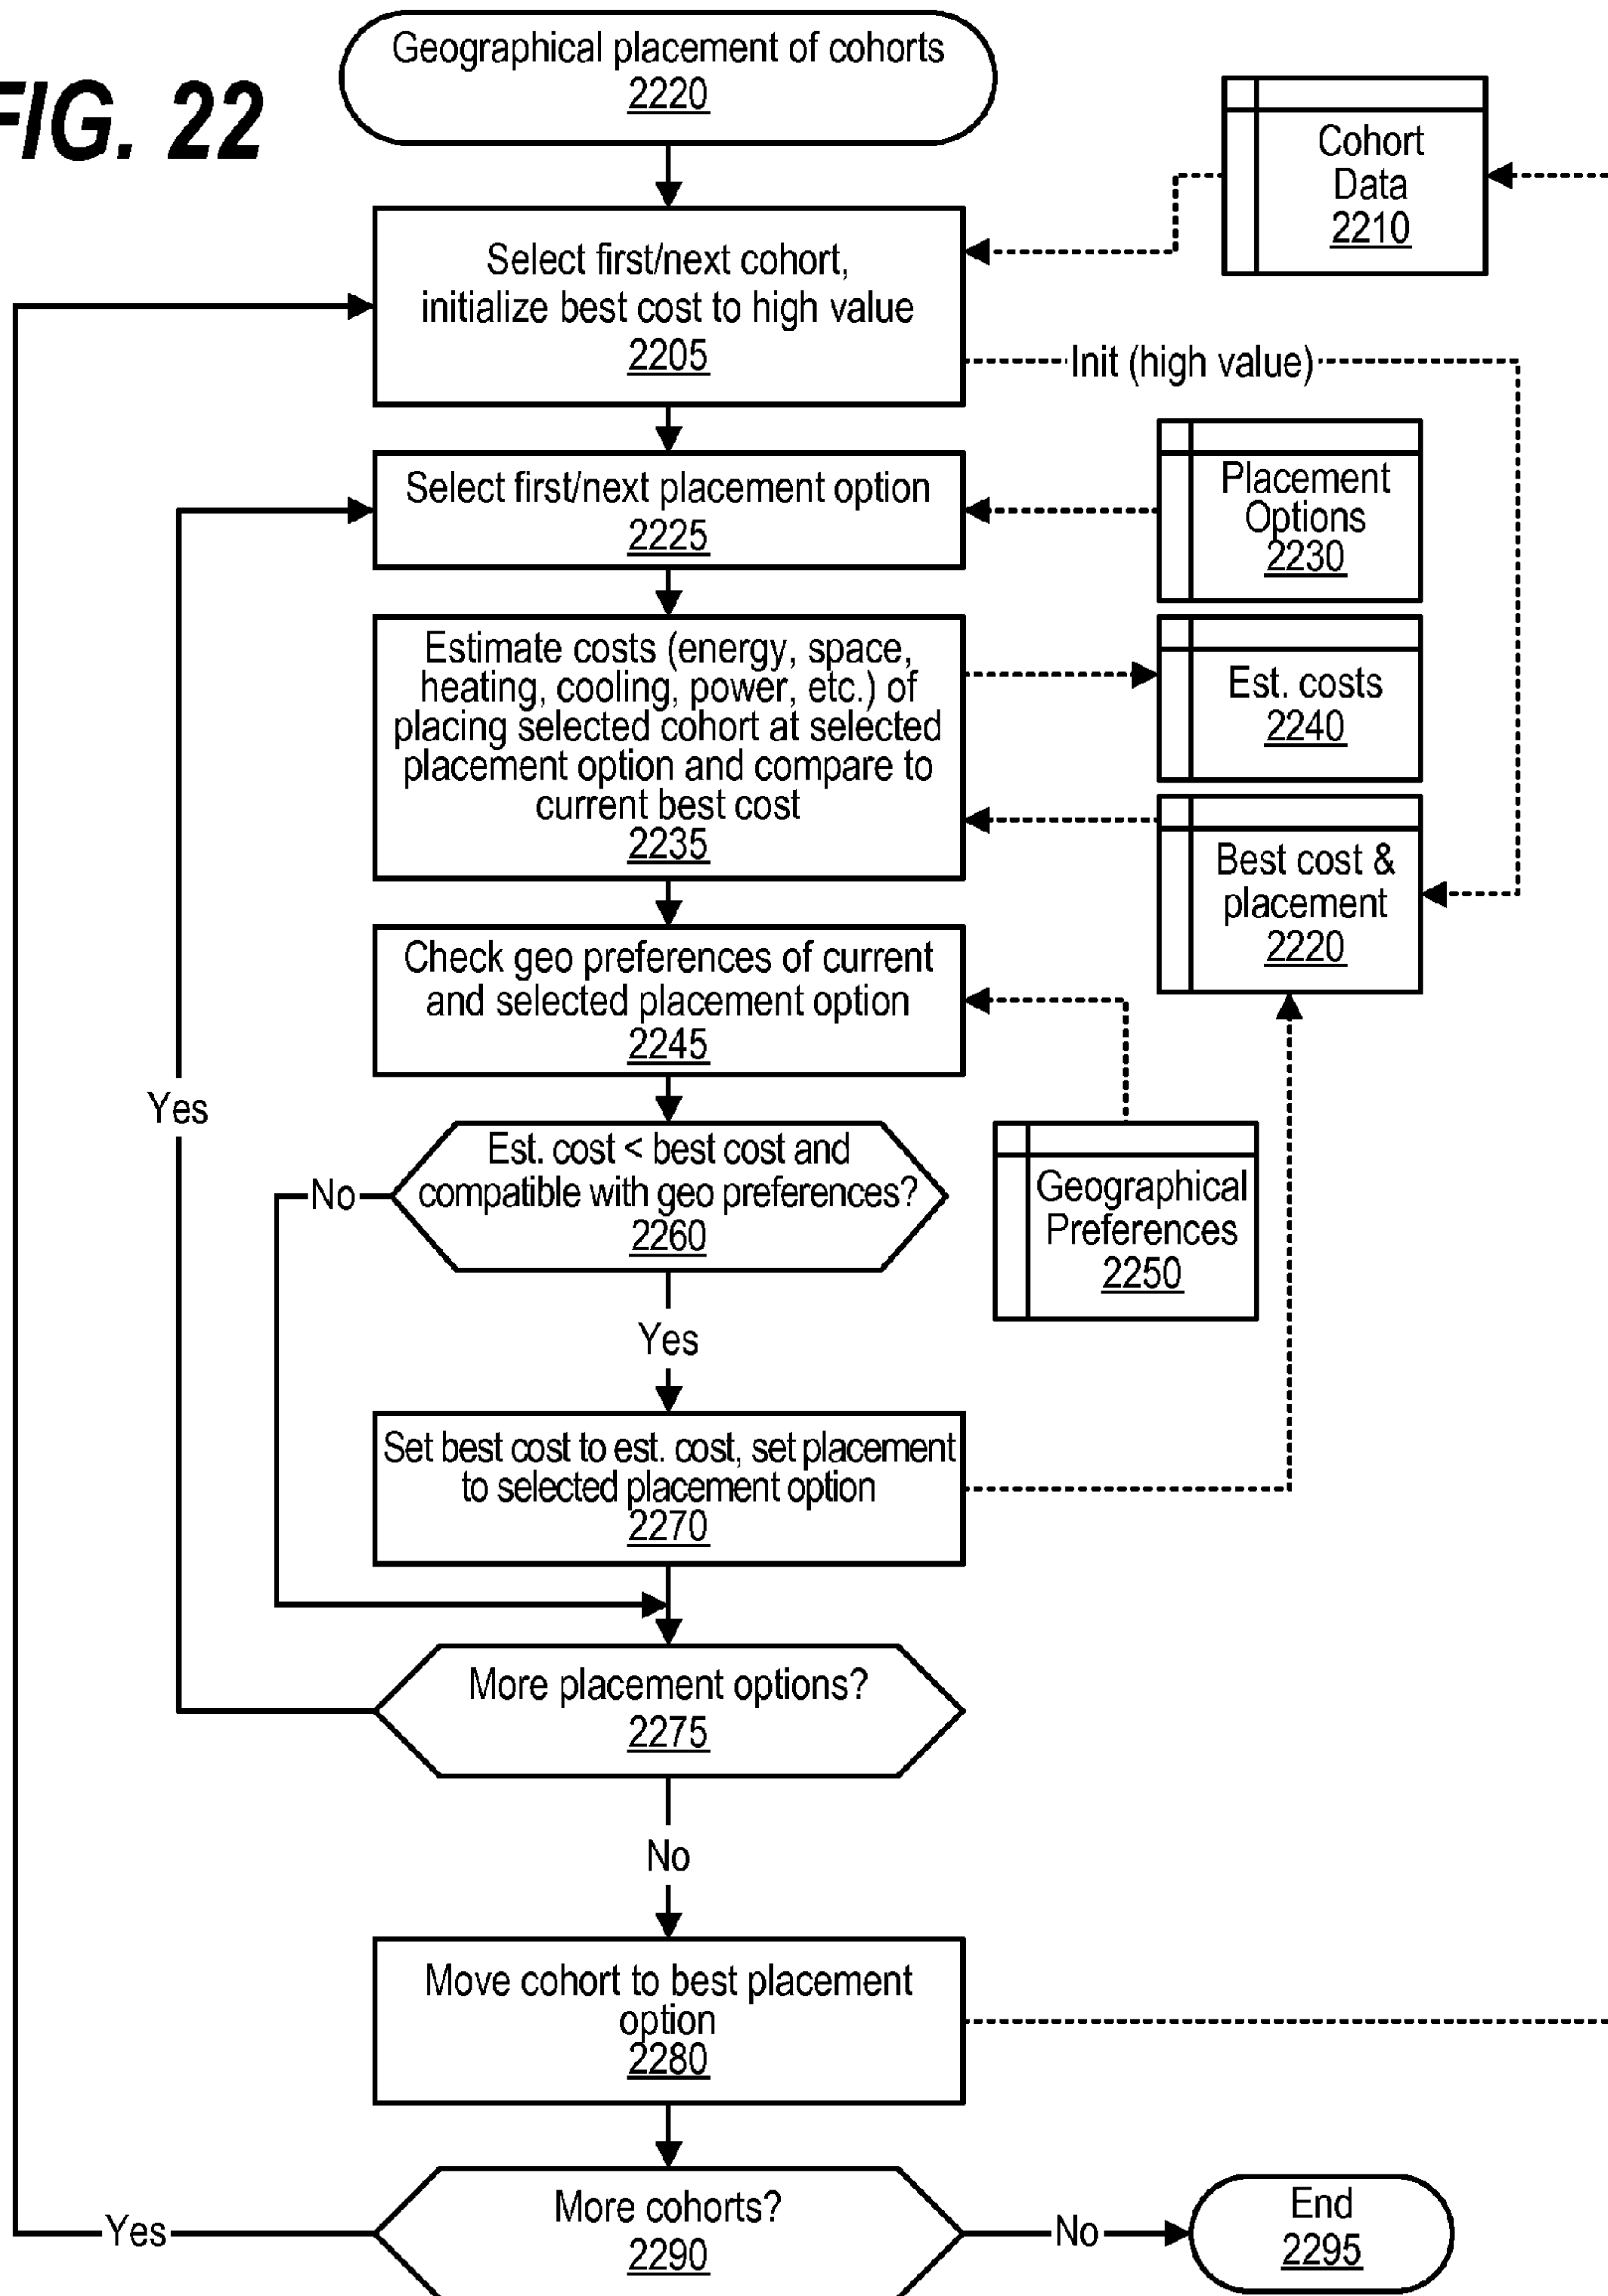 FIG. 22
Geographical placement of cohorts
2220
Cohort
Data
2210
Select first/next cohort,
initialize best cost to high value
2205
Init (high value)
Select first/next placement option
2225
Placement
Options
2230
Estimate costs (energy, space,
heating, cooling, power, etc.) of
placing selected cohort at selected
placement option and compare to
current best cost
2235
Est. costs
2240
Best cost &
placement
2220
Check geo preferences of current
and selected placement option
2245
Yes
Est. cost < best cost and
compatible with geo preferences?
2260
No
Geographical
Preferences
2250
Yes
Set best cost to est. cost, set placement
to selected placement option
2270
More placement options?
2275
No
Move cohort to best placement
option
2280
More cohorts?
2290
Yes
No
End
2295